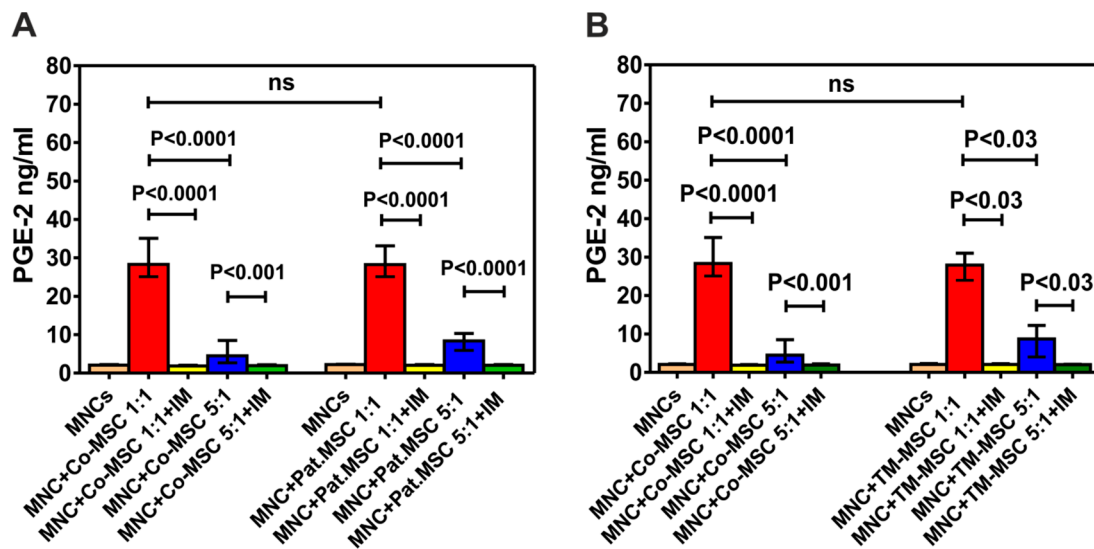 A
PGE-2 ng/ml
80
70
60
50
40
30
20
10
0
ns
P<0.0001
P<0.0001
P<0.001
P<0.0001
P<0.0001
P<0.0001
MNCs
MNC+Co-MSC 1:1
MNC+Co-MSC 1:1+IM
MNC+Co-MSC 5:1
MNC+Co-MSC 5:1+IM
MNCs
MNC+Pat.MSC 1:1
MNC+Pat.MSC 1:1+IM
MNC+Pat.MSC 5:1
MNC+Pat.MSC 5:1+IM
B
PGE-2 ng/ml
80
70
60
50
40
30
20
10
0
ns
P<0.0001
P<0.0001
P<0.001
P<0.03
P<0.03
P<0.03
MNCs
MNC+Co-MSC 1:1
MNC+Co-MSC 1:1+IM
MNC+Co-MSC 5:1
MNC+Co-MSC 5:1+IM
MNCs
MNC+TM-MSC 1:1
MNC+TM-MSC 1:1+IM
MNC+TM-MSC 5:1
MNC+TM-MSC 5:1+IM